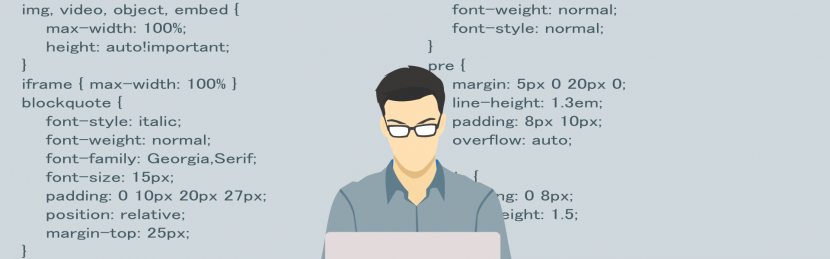 img, video, object, embed {
max-width: 100%;
height: auto!important;
}
iframe { max-width: 100% }
blockquote {
font-style: italic;
font-weight: normal;
font-family: Georgia,Serif;
font-size: 15px;
padding: 0 10px 20px 27px;
position: relative;
margin-top: 25px;
}
font-weight: normal;
font-style: normal;
}
pre {
margin: 5px 0 20px 0;
line-height: 1.3em;
padding: 8px 10px;
overflow: auto;
{
0 8px;
1.5;